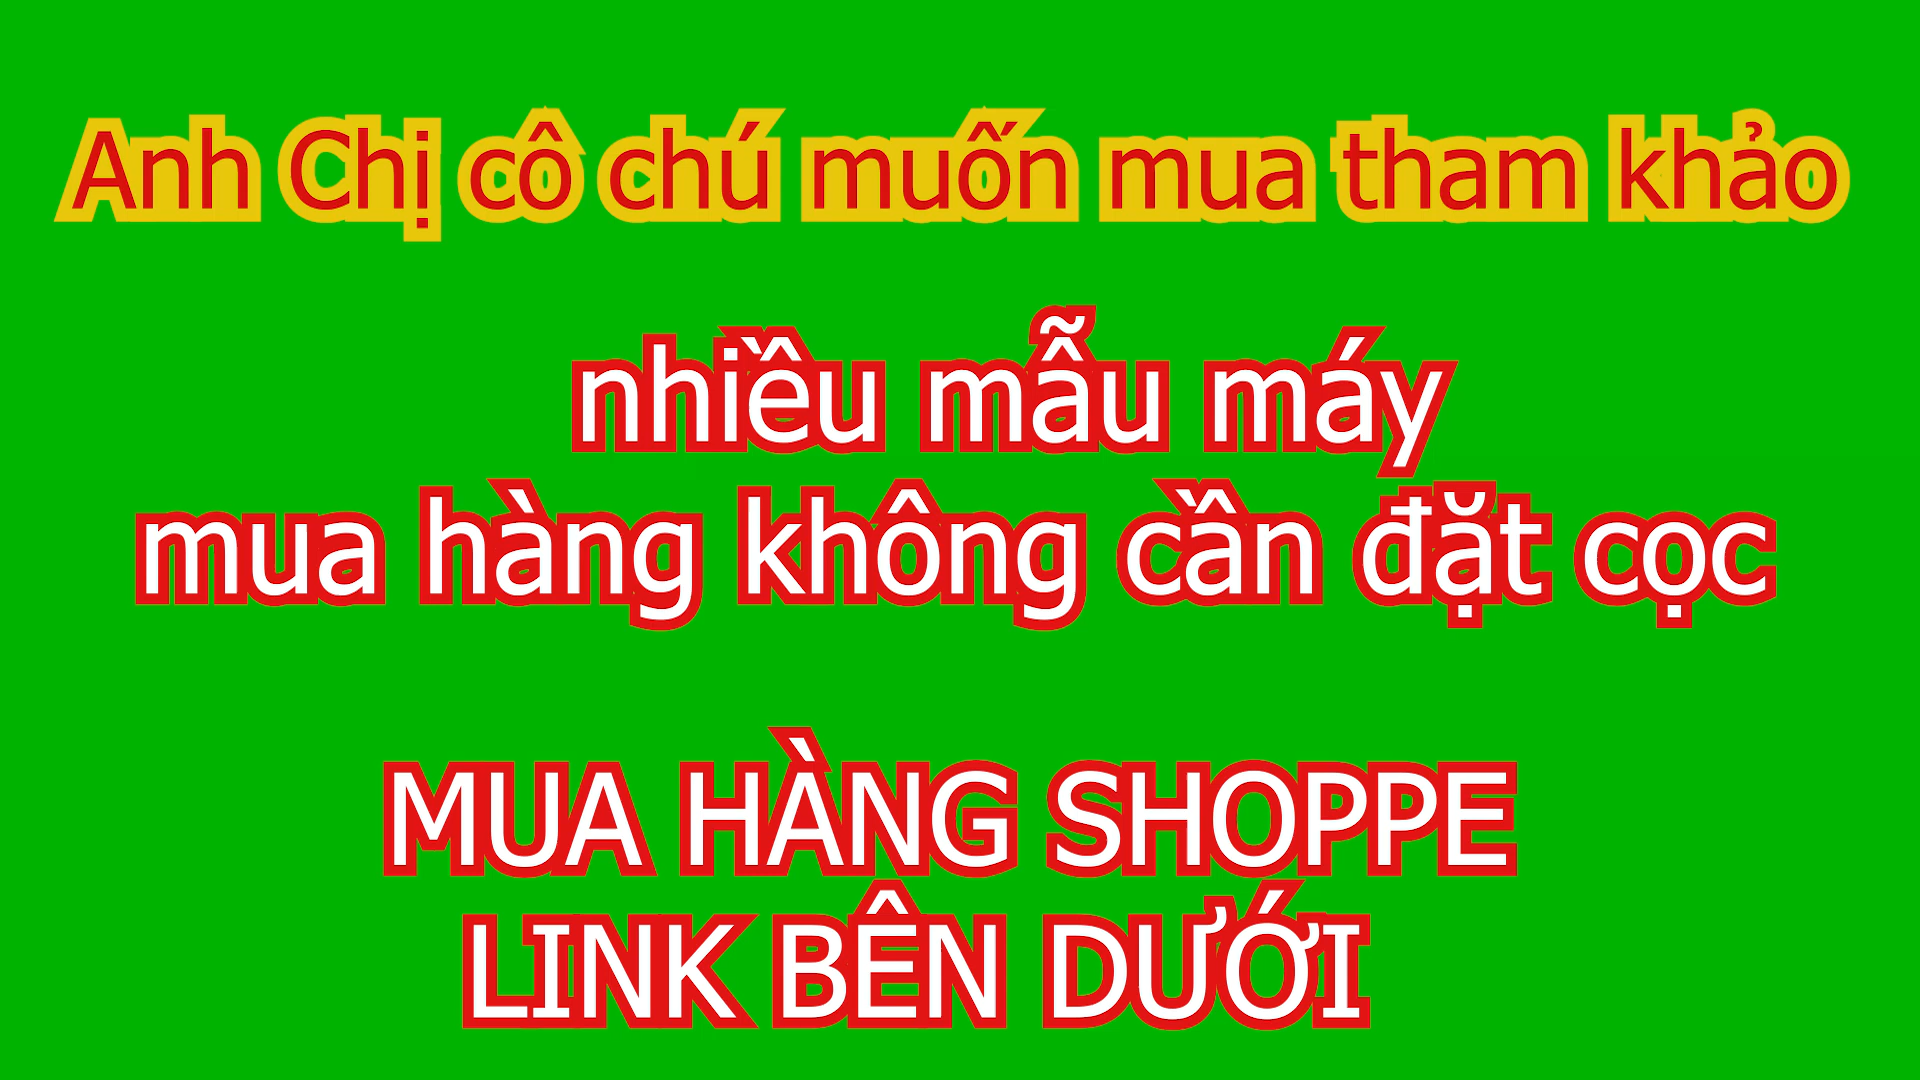 Anh Chị cô chú muốn mua tham khảo
nhiều mẫu máy
mua hàng không cần đặt cọc
MUA HÀNG SHOPPE
LINK BÊN DƯỚI